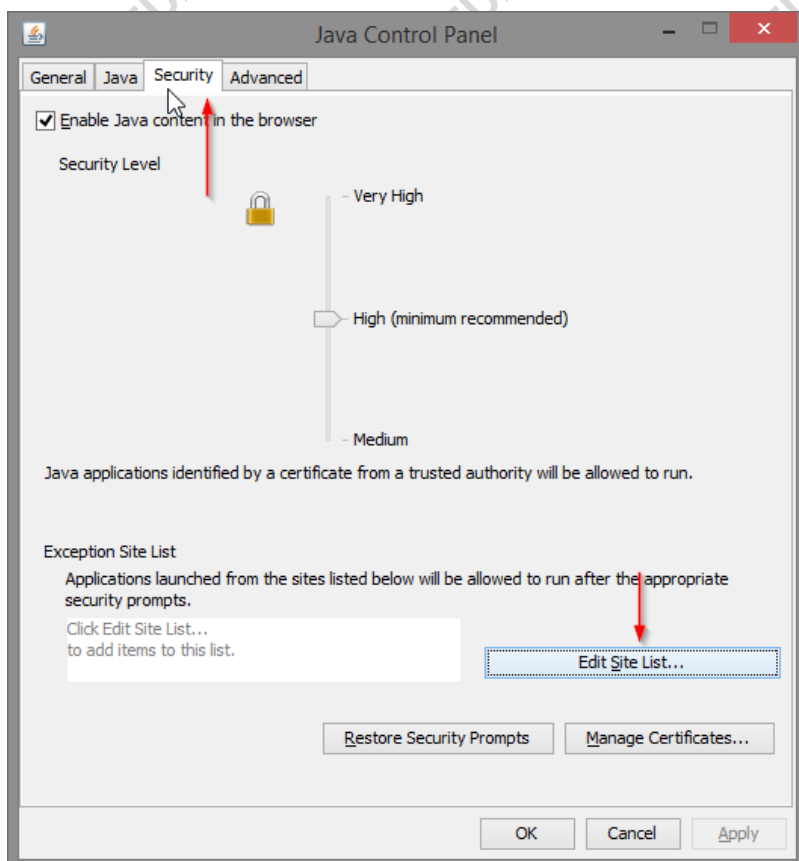 Java Control Panel
General Java Security Advanced
Enable Java content in the browser
Security Level
- Very High
- High (minimum recommended)
- Medium
Java applications identified by a certificate from a trusted authority will be allowed to run.
Exception Site List
Applications launched from the sites listed below will be allowed to run after the appropriate
security prompts.
Click Edit Site List...
to add items to this list.
Edit Site List...
Restore Security Prompts Manage Certificates...
OK Cancel Apply